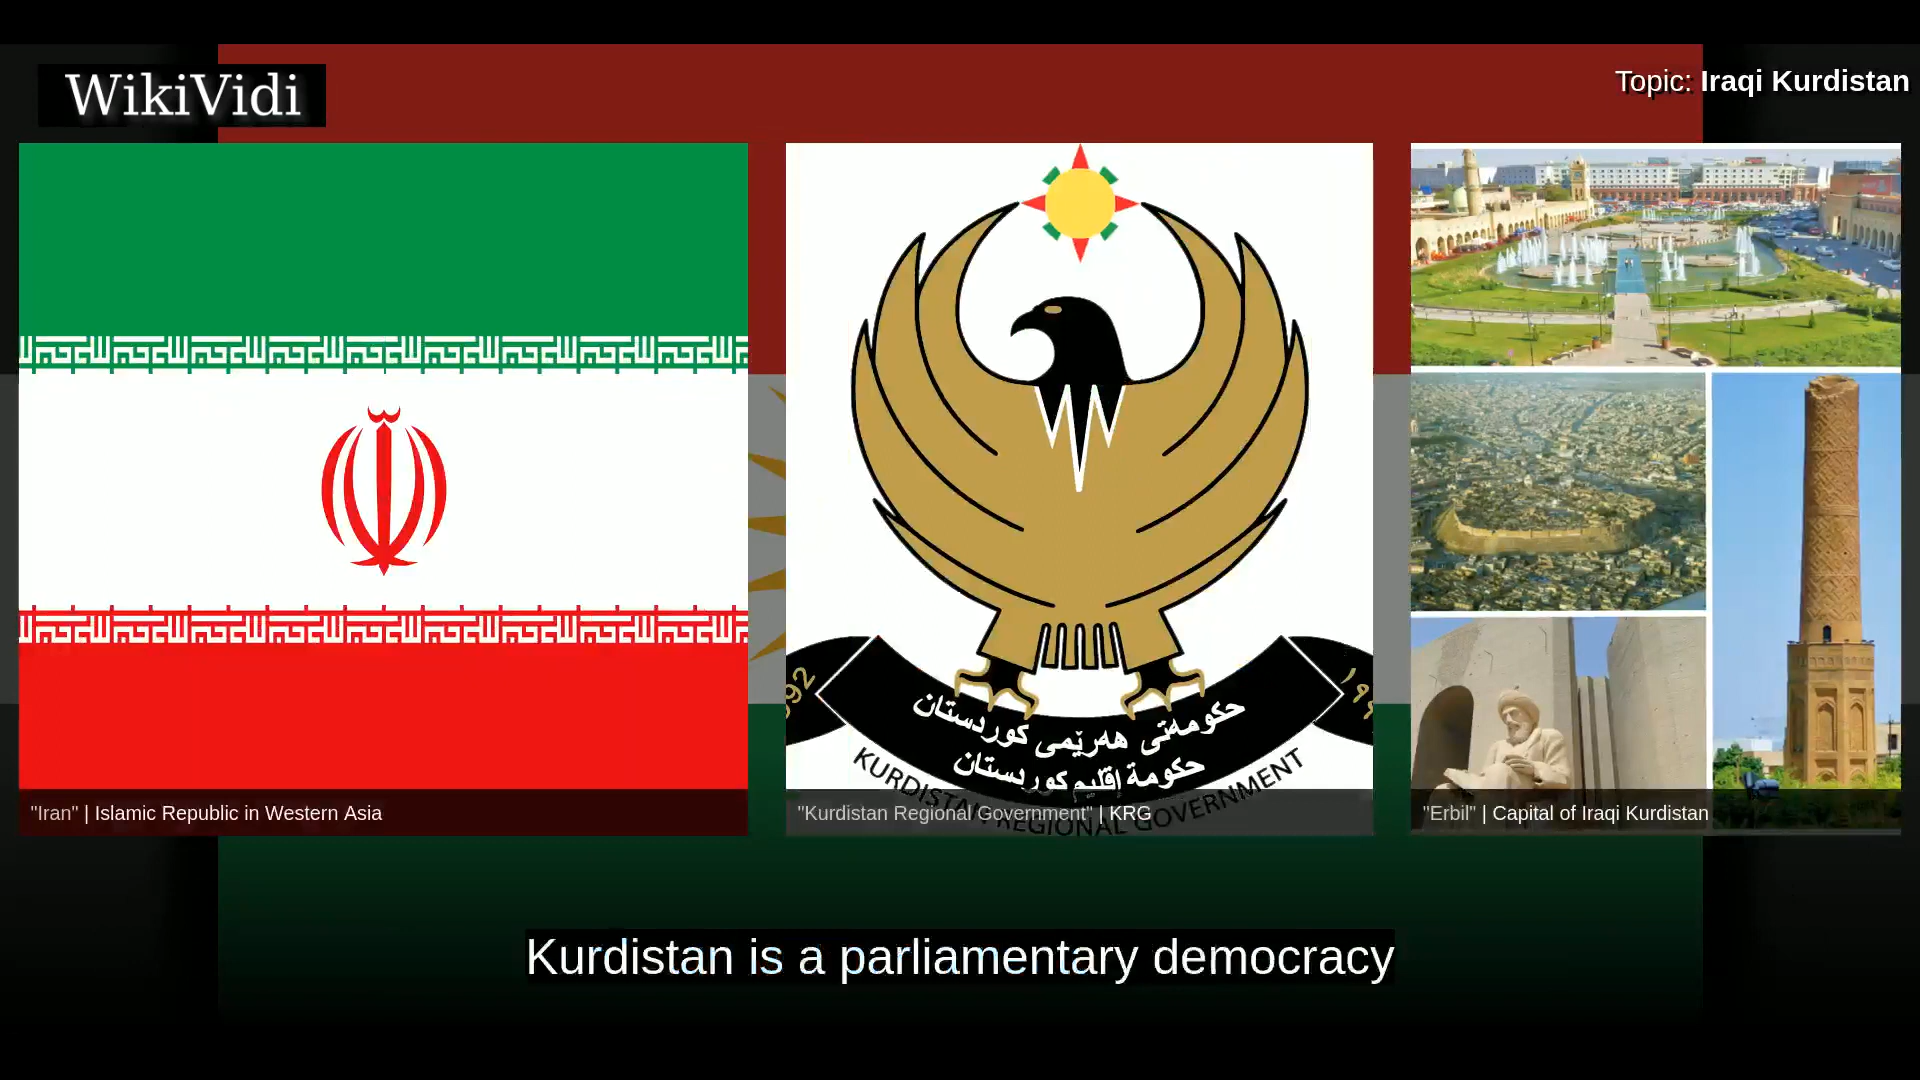 WikiVidi
Topic: Iraqi Kurdistan
حکومەتی هەرێمی کوردستان
حكومة إقليم كوردستان
KURDISTAN REGIONAL GOVERNMENT
"Iran" | Islamic Republic in Western Asia
"Kurdistan Regional Government" | KRG
"Erbil" | Capital of Iraqi Kurdistan
Kurdistan is a parliamentary democracy